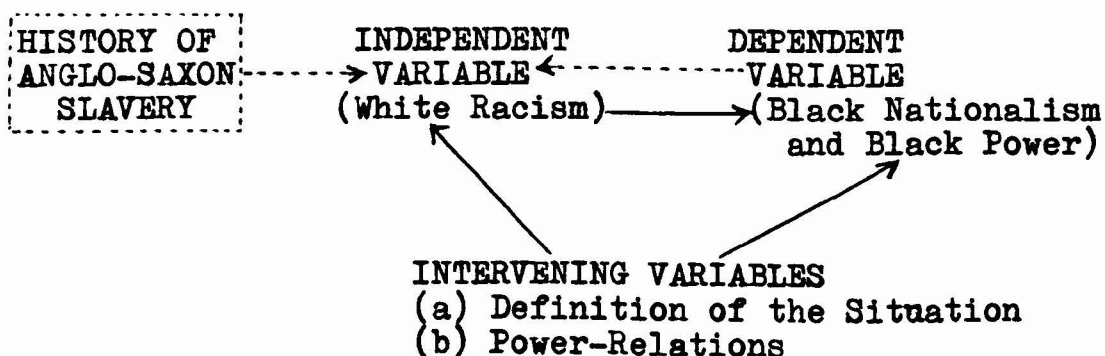 HISTORY OF
ANGLO-SAXON
SLAVERY
INDEPENDENT
VARIABLE
(White Racism)
DEPENDENT
VARIABLE
(Black Nationalism
and Black Power)
INTERVENING VARIABLES
(a) Definition of the Situation
(b) Power-Relations